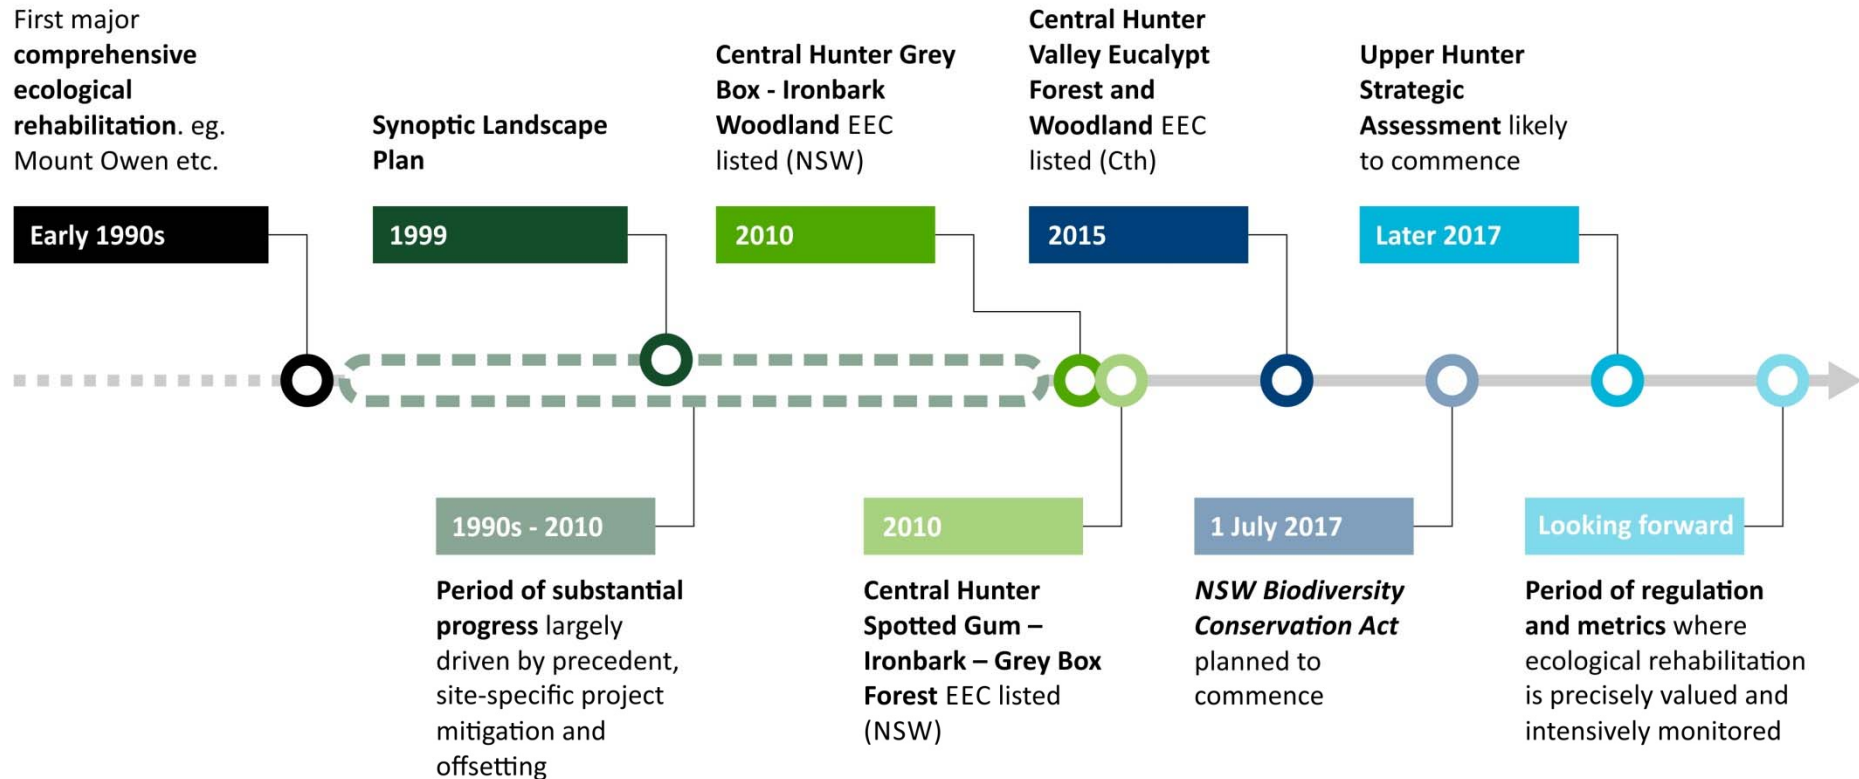 First major
comprehensive
ecological
rehabilitation. eg.
Mount Owen etc.
Early 1990s
Synoptic Landscape
Plan
1999
Central Hunter Grey
Box - Ironbark
Woodland EEC
listed (NSW)
2010
Central Hunter
Valley Eucalypt
Forest and
Woodland EEC
listed (Cth)
2015
Upper Hunter
Strategic
Assessment likely
to commence
Later 2017
1990s - 2010
Period of substantial
progress largely
driven by precedent,
site-specific project
mitigation and
offsetting
2010
Central Hunter
Spotted Gum –
Ironbark – Grey Box
Forest EEC listed
(NSW)
1 July 2017
NSW Biodiversity
Conservation Act
planned to
commence
Looking forward
Period of regulation
and metrics where
ecological rehabilitation
is precisely valued and
intensively monitored